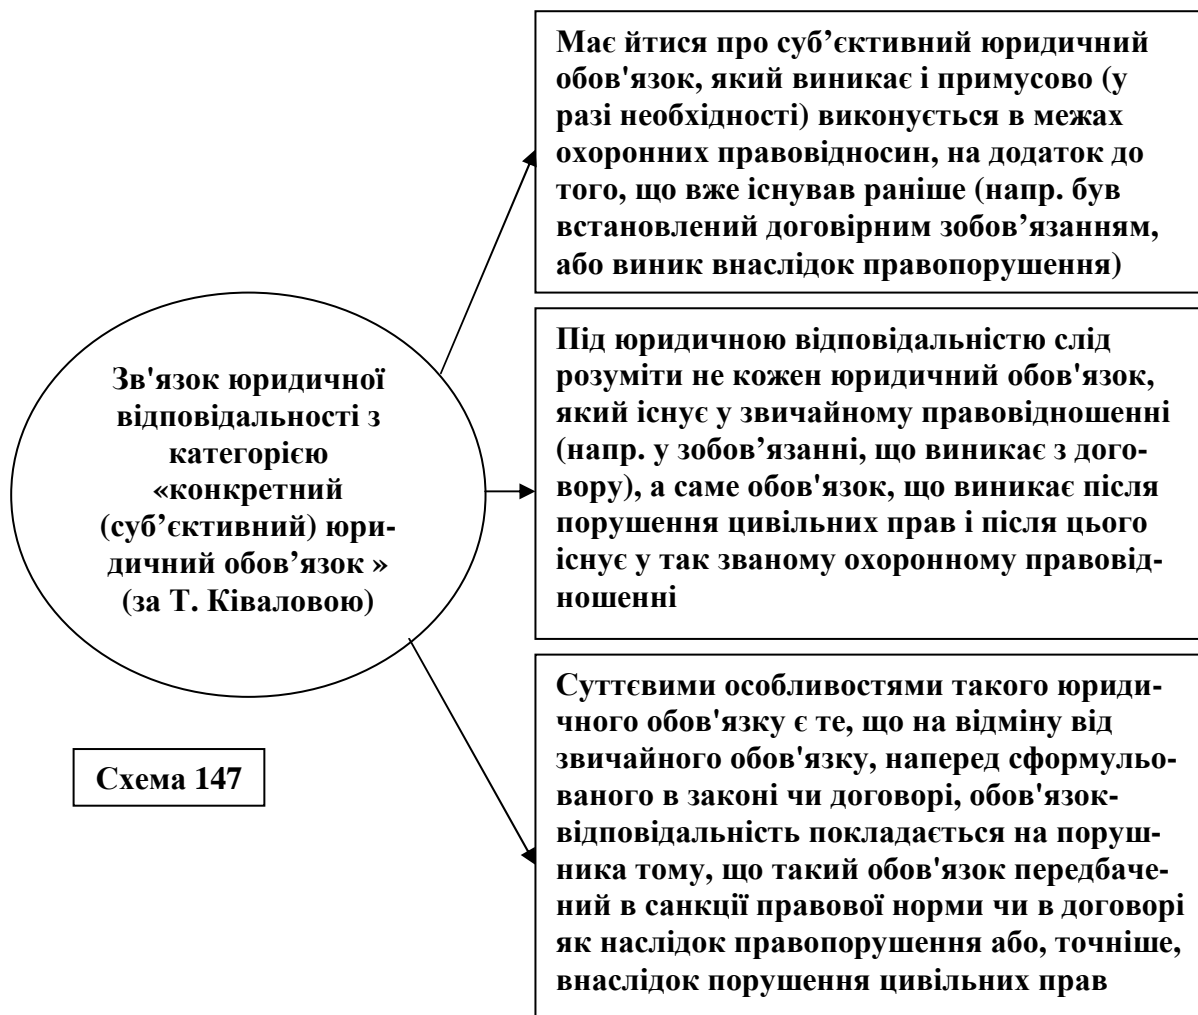 Зв'язок юридичної
відповідальності з
категорією
«конкретний
(суб’єктивний) юри-
дичний обов’язок »
(за Т. Ківаловою)
Має йтися про суб’єктивний юридичний
обов'язок, який виникає і примусово (у
разі необхідності) виконується в межах
охоронних правовідносин, на додаток до
того, що вже існував раніше (напр. був
встановлений договірним зобов’язанням,
або виник внаслідок правопорушення)
Під юридичною відповідальністю слід
розуміти не кожен юридичний обов'язок,
який існує у звичайному правовідношенні
(напр. у зобов’язанні, що виникає з дого-
вору), а саме обов'язок, що виникає після
порушення цивільних прав і після цього
існує у так званому охоронному правовід-
ношенні
Суттєвими особливостями такого юриди-
чного обов'язку є те, що на відміну від
звичайного обов'язку, наперед сформульо-
ваного в законі чи договорі, обов'язок-
відповідальність покладається на поруш-
ника тому, що такий обов'язок передбаче-
ний в санкції правової норми чи в договорі
як наслідок правопорушення або, точніше,
внаслідок порушення цивільних прав
Схема 147